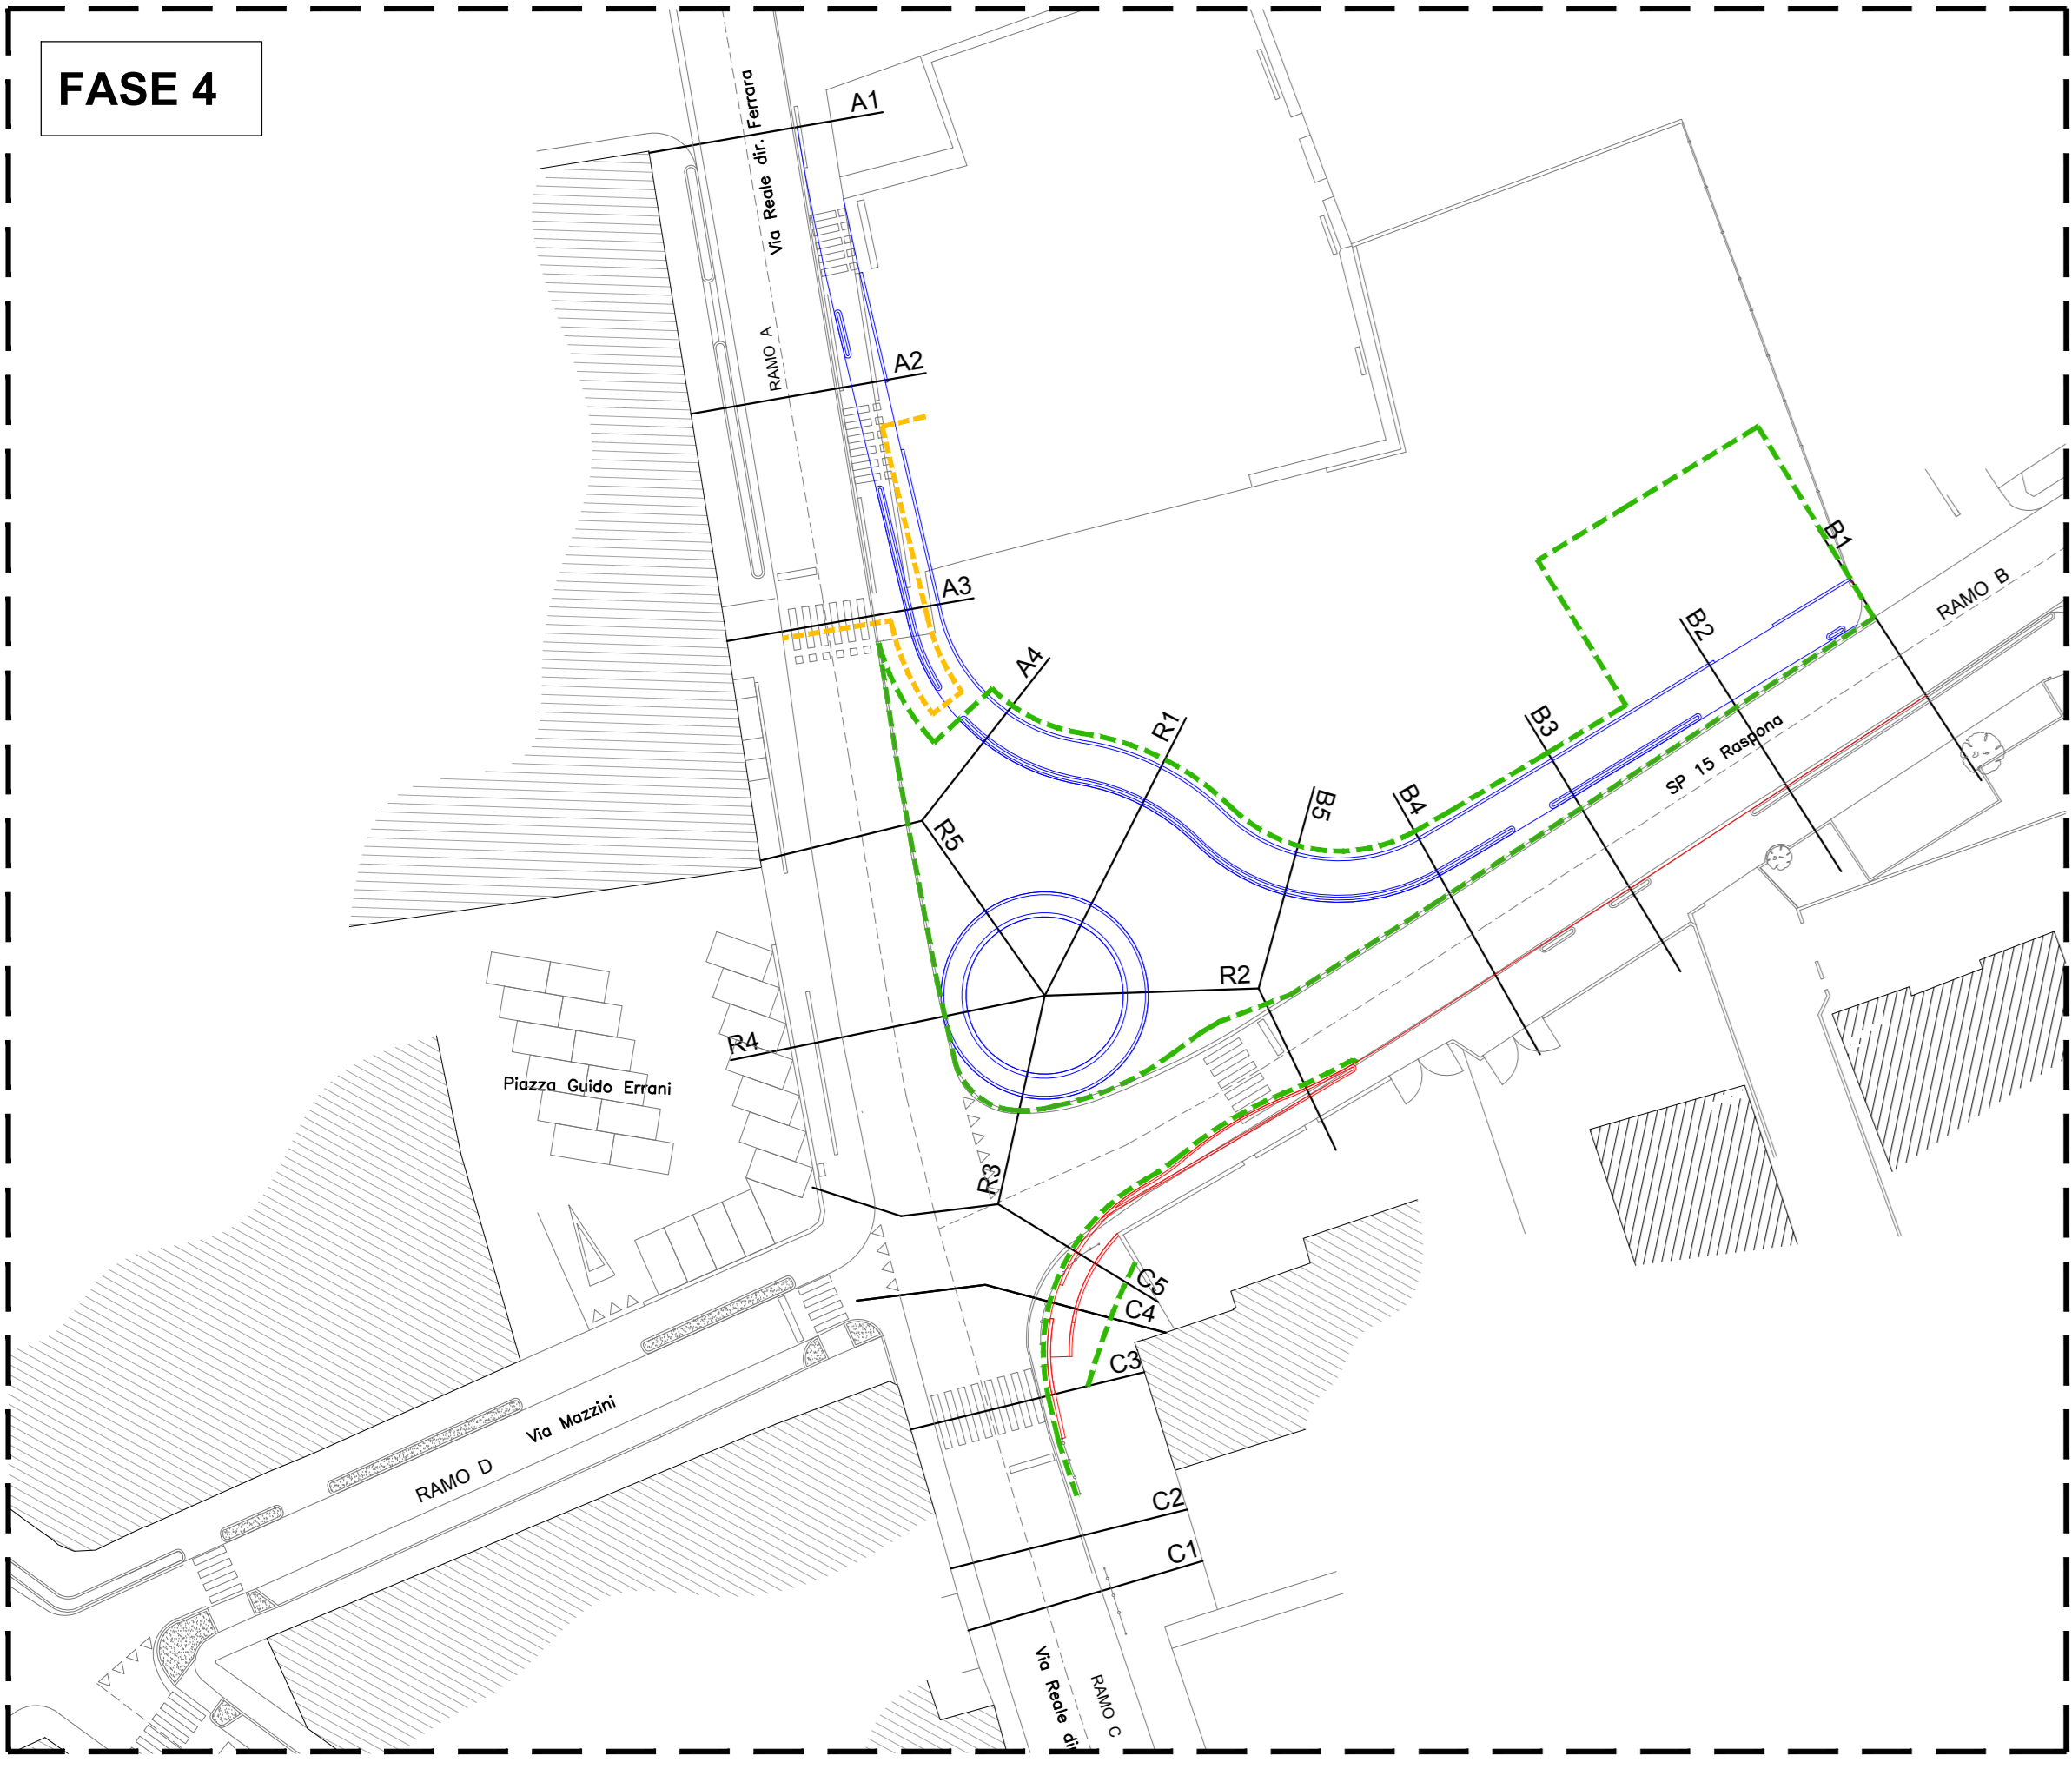 FASE 4
A1
Via Reale dir. Ferrara
RAMO A
A2
A3
A4
R1
R5
B5
B4
B3
B2
B1
RAMO B
SP 15 Raspona
R2
R4
Piazza Guido Errani
R3
C5
C4
C3
Via Mazzini
RAMO D
C2
C1
Via Reale dir
RAMO C